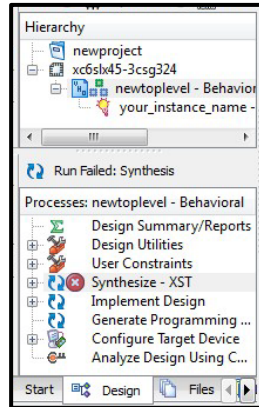 Hierarchy
newproject
xc6slx45-3csg324
newtoplevel - Behavior
your_instance_name -
Run Failed: Synthesis
Processes: newtoplevel - Behavioral
Design Summary/Reports
Design Utilities
User Constraints
Synthesize - XST
Implement Design
Generate Programming ...
Configure Target Device
Analyze Design Using C...
Start Design Files